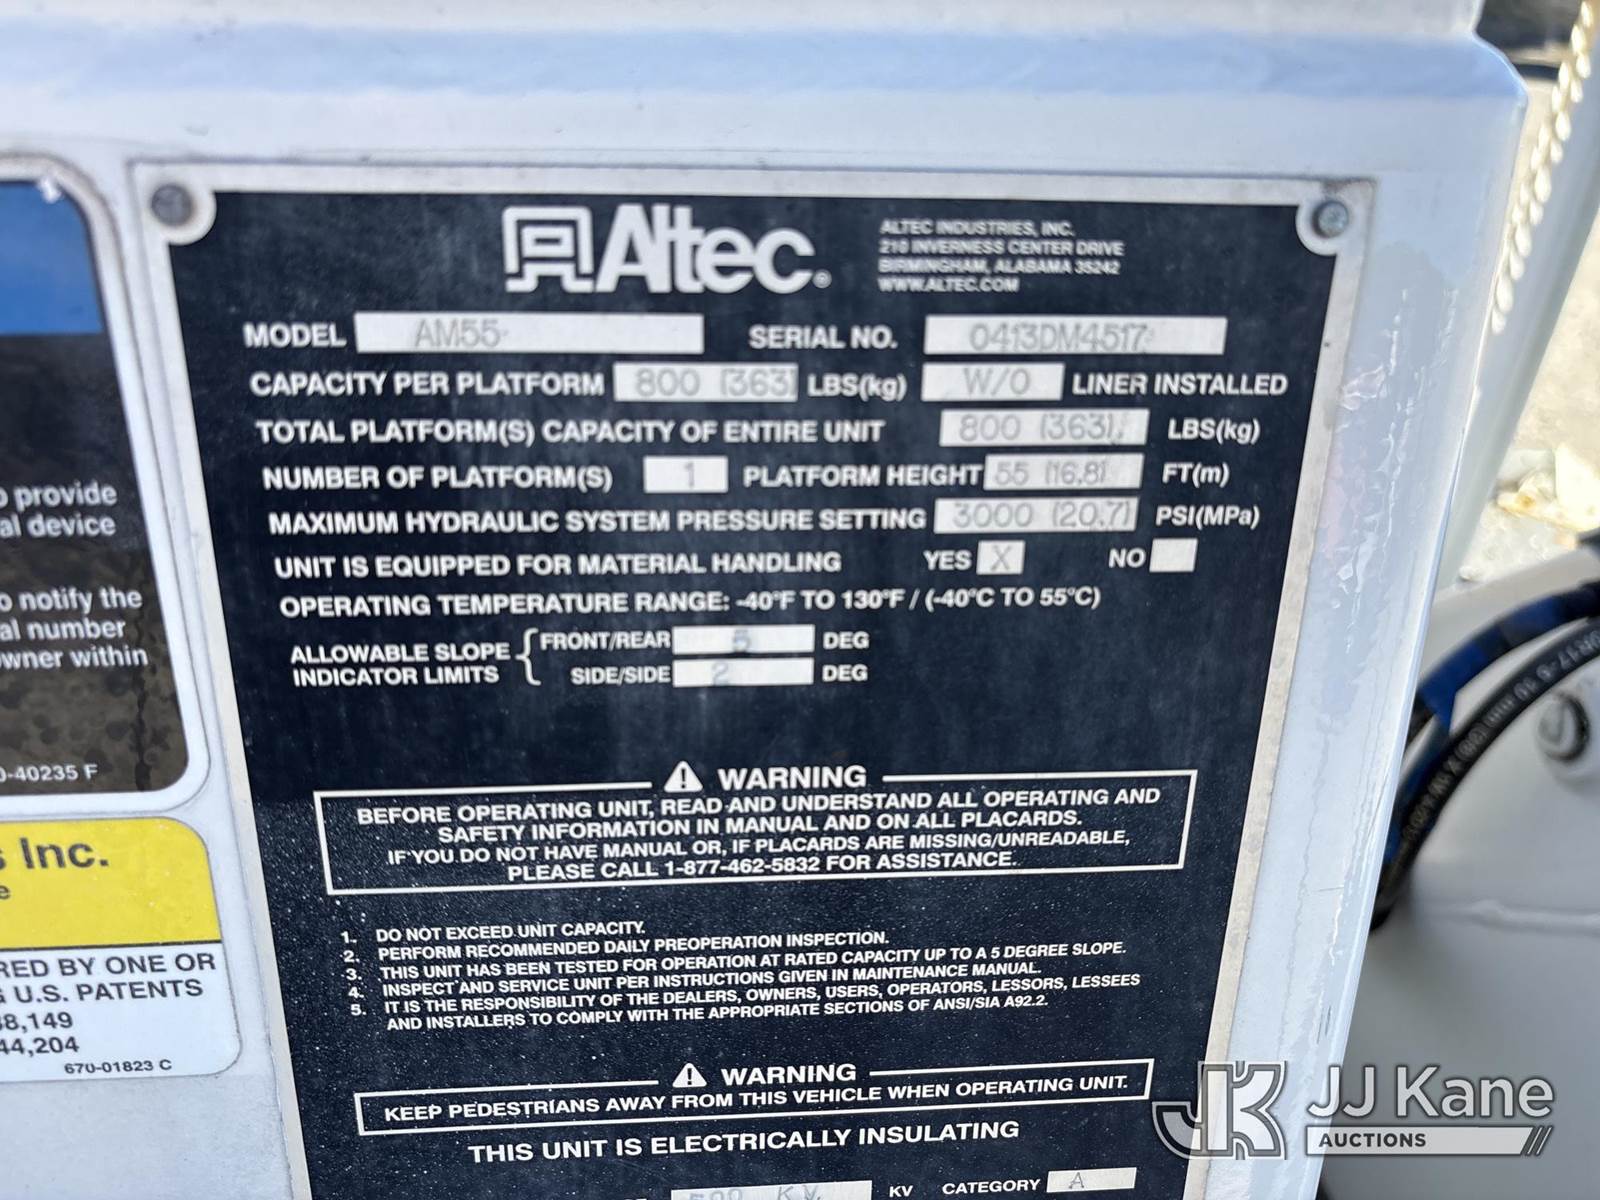 Altec®
ALTEC INDUSTRIES, INC.
210 INVERNESS CENTER DRIVE
BIRMINGHAM, ALABAMA 35242
WWW.ALTEC.COM
MODEL AM55 SERIAL NO. 0413DM4517
CAPACITY PER PLATFORM 800 (363) LBS(kg) W/O LINER INSTALLED
TOTAL PLATFORM(S) CAPACITY OF ENTIRE UNIT 800 (363) LBS(kg)
NUMBER OF PLATFORM(S) 1 PLATFORM HEIGHT 55 (16.8) FT(m)
MAXIMUM HYDRAULIC SYSTEM PRESSURE SETTING 3000 (20.7) PSI(MPa)
UNIT IS EQUIPPED FOR MATERIAL HANDLING YES X NO
OPERATING TEMPERATURE RANGE: -40°F TO 130°F / (-40°C TO 55°C)
ALLOWABLE SLOPE INDICATOR LIMITS { FRONT/REAR 5 DEG
SIDE/SIDE 2 DEG
WARNING
BEFORE OPERATING UNIT, READ AND UNDERSTAND ALL OPERATING AND
SAFETY INFORMATION IN MANUAL AND ON ALL PLACARDS.
IF YOU DO NOT HAVE MANUAL OR, IF PLACARDS ARE MISSING/UNREADABLE,
PLEASE CALL 1-877-462-5832 FOR ASSISTANCE.
1. DO NOT EXCEED UNIT CAPACITY.
2. PERFORM RECOMMENDED DAILY PREOPERATION INSPECTION.
3. THIS UNIT HAS BEEN TESTED FOR OPERATION AT RATED CAPACITY UP TO A 5 DEGREE SLOPE.
4. INSPECT AND SERVICE UNIT PER INSTRUCTIONS GIVEN IN MAINTENANCE MANUAL.
5. IT IS THE RESPONSIBILITY OF THE DEALERS, OWNERS, USERS, OPERATORS, LESSORS, LESSEES
AND INSTALLERS TO COMPLY WITH THE APPROPRIATE SECTIONS OF ANSI/SIA A92.2.
WARNING
KEEP PEDESTRIANS AWAY FROM THIS VEHICLE WHEN OPERATING UNIT.
THIS UNIT IS ELECTRICALLY INSULATING
KV CATEGORY A
o provide
al device
o notify the
al number
wner within
0-40235 F
s Inc.
e
RED BY ONE OR
G U.S. PATENTS
8,149
44,204
670-01823 C
JK JJ Kane
AUCTIONS